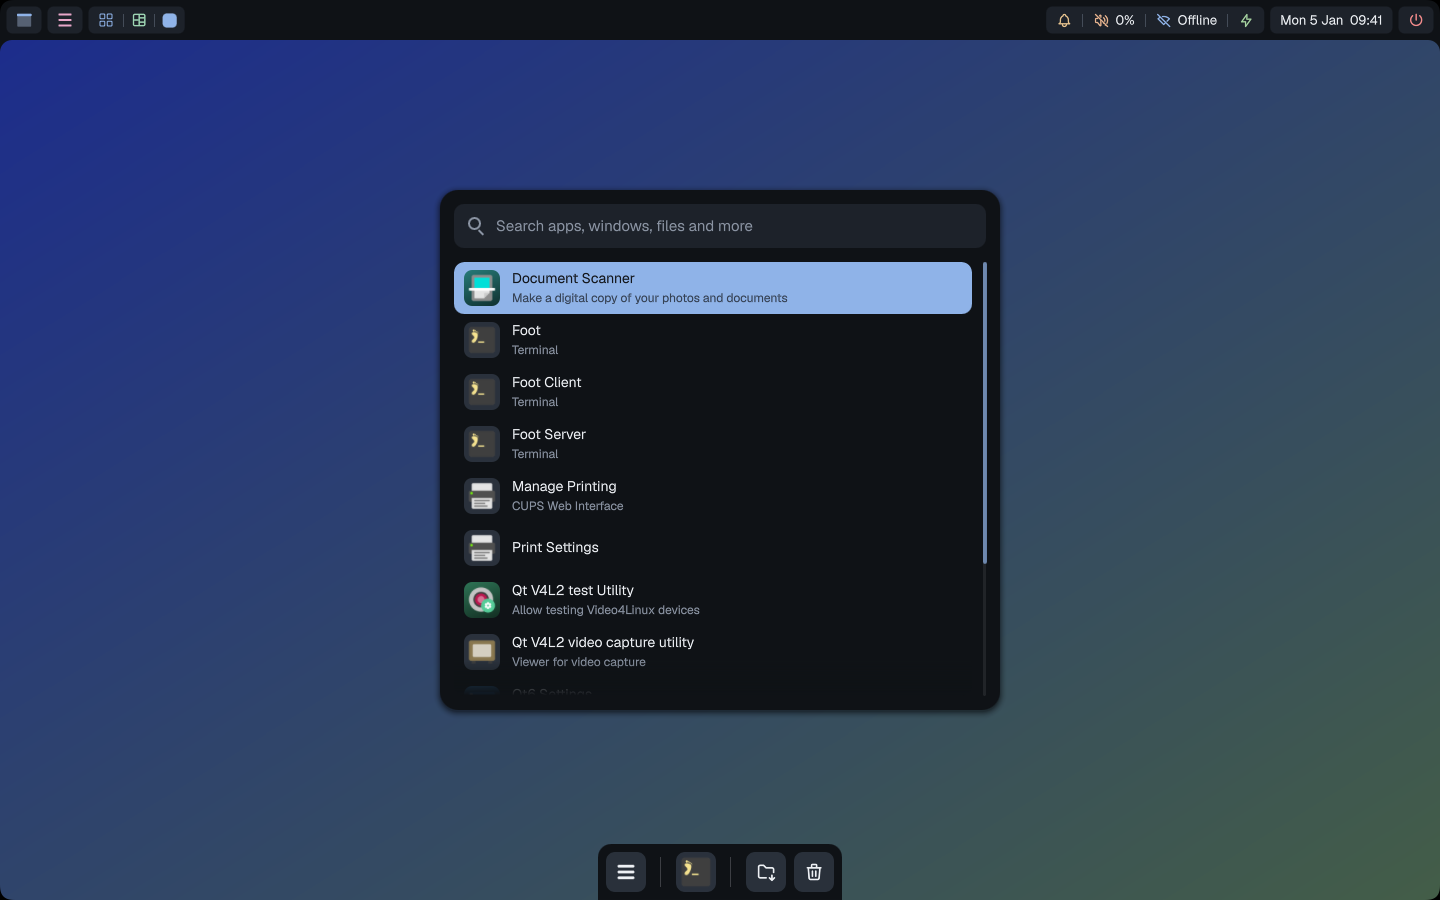 0%
Offline
Mon 5 Jan 09:41
Search apps, windows, files and more
Document Scanner
Make a digital copy of your photos and documents
Foot
Terminal
Foot Client
Terminal
Foot Server
Terminal
Manage Printing
CUPS Web Interface
Print Settings
Qt V4L2 test Utility
Allow testing Video4Linux devices
Qt V4L2 video capture utility
Viewer for video capture
Qt6 Settings